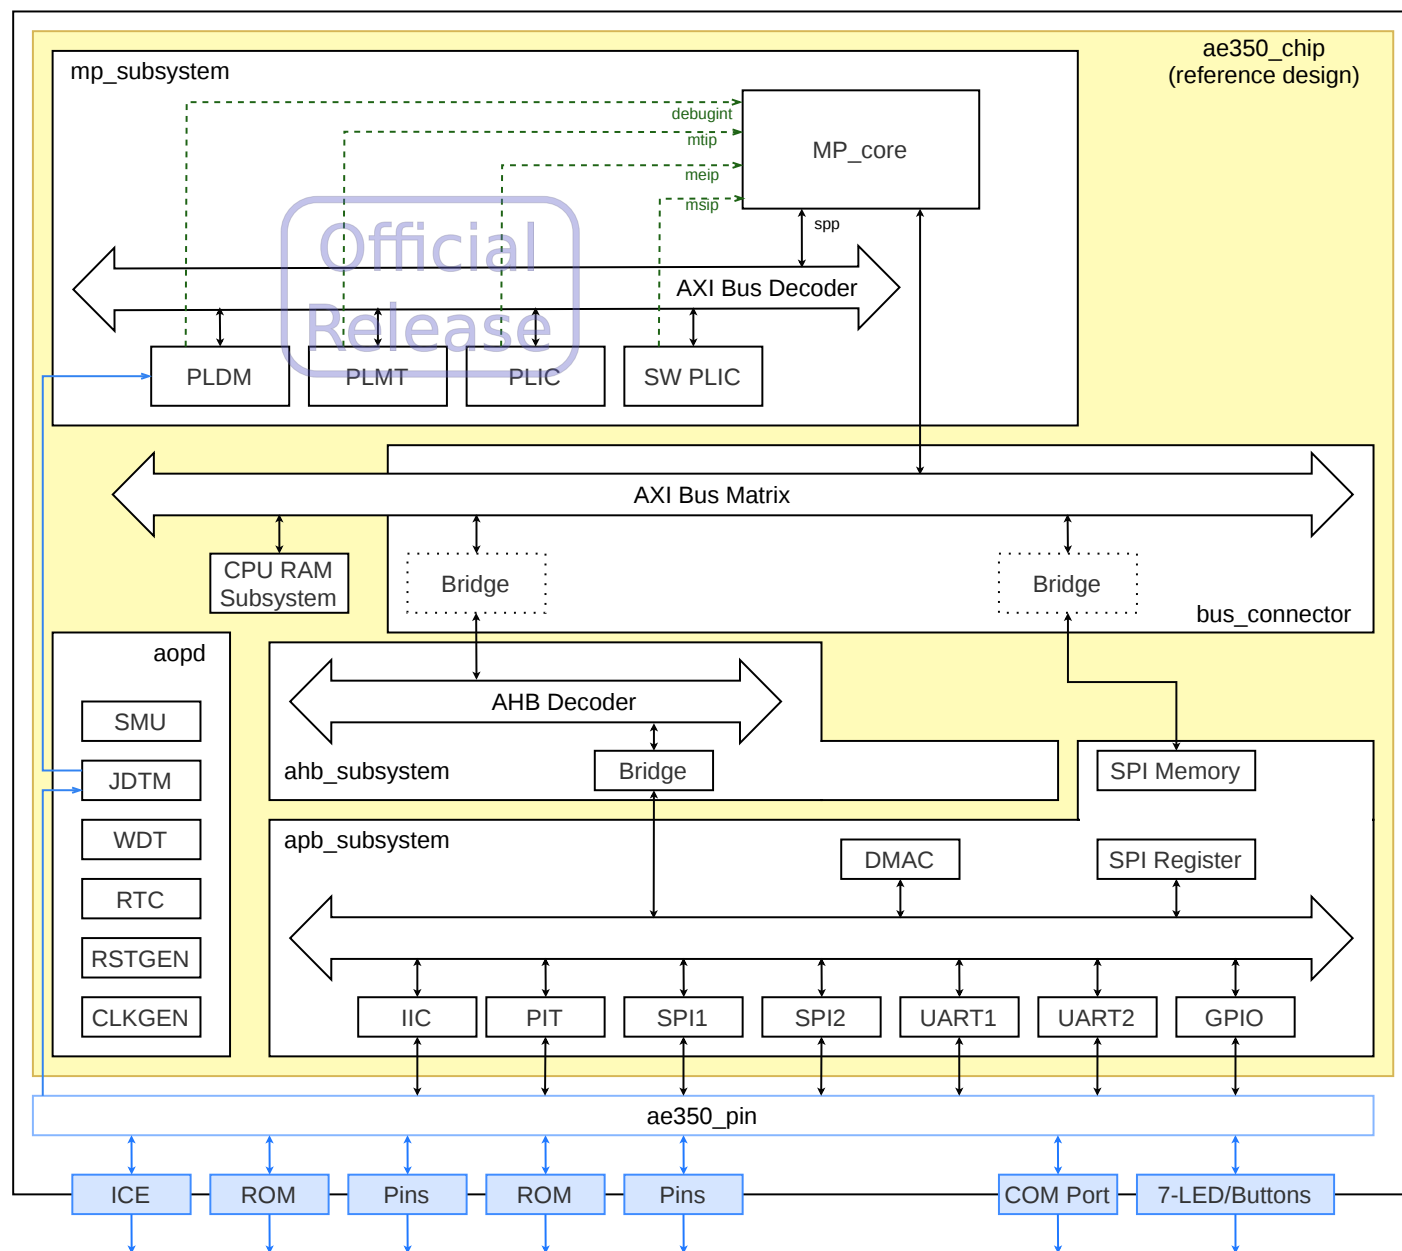 ae350_chip
(reference design)
mp_subsystem
debugint
mtip
meip
msip
MP_core
spp
Official
Release
AXI Bus Decoder
PLDM
PLMT
PLIC
SW PLIC
AXI Bus Matrix
CPU RAM
Subsystem
Bridge
Bridge
bus_connector
aopd
SMU
JDTM
WDT
RTC
RSTGEN
CLKGEN
AHB Decoder
ahb_subsystem
Bridge
SPI Memory
apb_subsystem
DMAC
SPI Register
IIC
PIT
SPI1
SPI2
UART1
UART2
GPIO
ae350_pin
ICE
ROM
Pins
ROM
Pins
COM Port
7-LED/Buttons